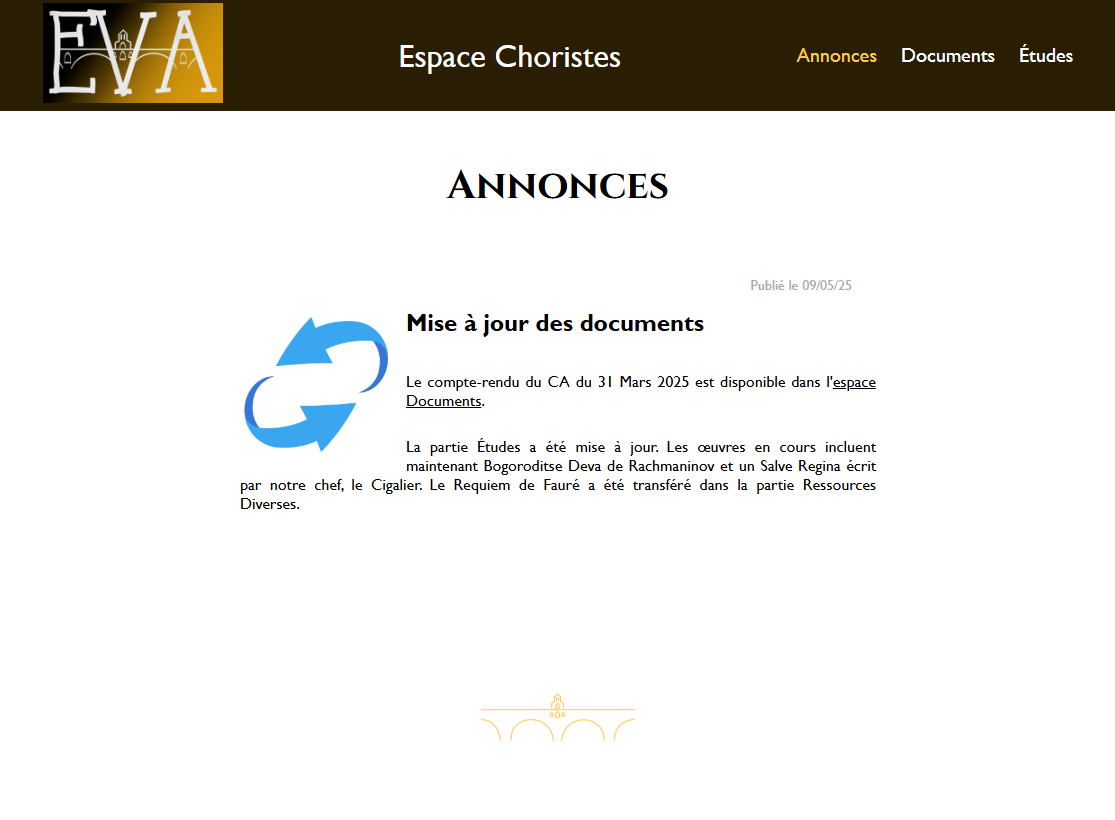 EVA
Espace Choristes
Annonces Documents Études
Annonces
Publié le 09/05/25
Mise à jour des documents
Le compte-rendu du CA du 31 Mars 2025 est disponible dans l'espace
Documents.
La partie Études a été mise à jour. Les œuvres en cours incluent
maintenant Bogoroditse Deva de Rachmaninov et un Salve Regina écrit
par notre chef, le Cigalier. Le Requiem de Fauré a été transféré dans la partie Ressources
Diverses.